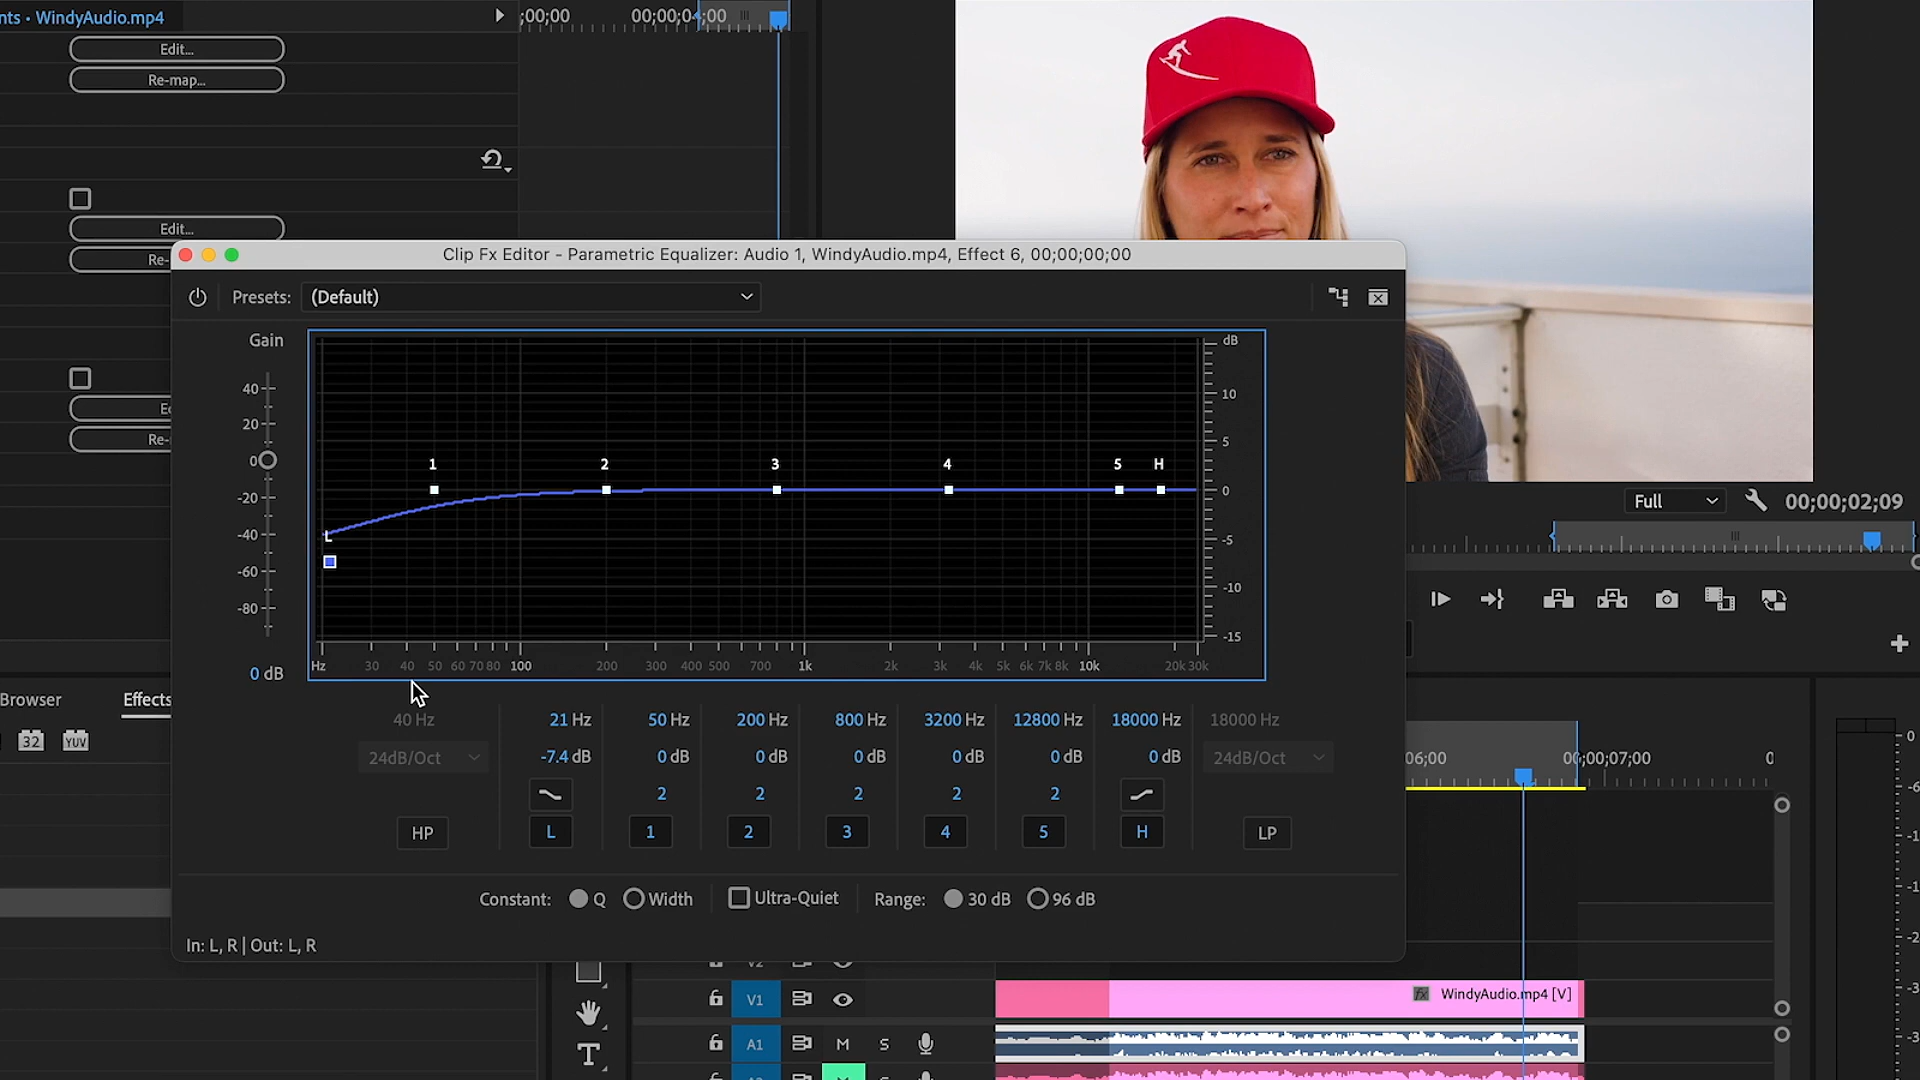 nts • WindyAudio.mp4
;00;00 00;00;04;00
Edit...
Re-map...
Edit...
Re-
Clip Fx Editor - Parametric Equalizer: Audio 1, WindyAudio.mp4, Effect 6, 00;00;00;00
Presets: (Default)
Gain
dB
40
20
0
-20
-40
-60
-80
0 dB
1 2 3 4 5 H
L
10
5
0
-5
-10
-15
Hz 30 40 50 60 70 80 100 200 300 400 500 700 1k 2k 3k 4k 5k 6k 7k 8k 10k 20k 30k
Re-
Full 00;00;02;09
Browser Effects
32 YUV
40 Hz 21 Hz 50 Hz 200 Hz 800 Hz 3200 Hz 12800 Hz 18000 Hz 18000 Hz
24dB/Oct -7.4 dB 0 dB 0 dB 0 dB 0 dB 0 dB 0 dB 24dB/Oct
2 2 2 2 2
HP L 1 2 3 4 5 H LP
Constant: Q Width Ultra-Quiet Range: 30 dB 96 dB
In: L, R | Out: L, R
06;00 00;00;07;00 0
0
V2
V1 WindyAudio.mp4 [V]
A1 M S
T